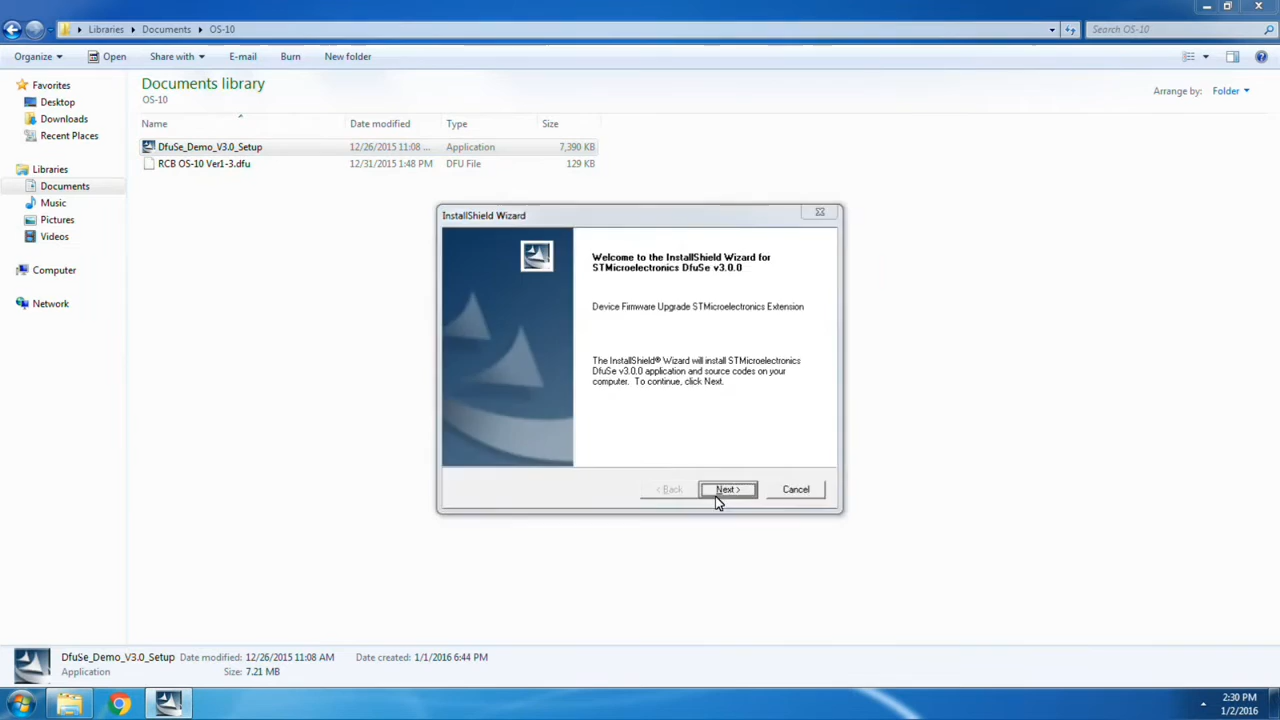 Libraries Documents OS-10
Search OS-10
Organize Open Share with E-mail Burn New folder
Favorites
Desktop
Downloads
Recent Places
Libraries
Documents
Music
Pictures
Videos
Computer
Network
Documents library
OS-10
Arrange by: Folder
Name Date modified Type Size
DfuSe_Demo_V3.0_Setup 12/26/2015 11:08 ... Application 7,390 KB
RCB OS-10 Ver1-3.dfu 12/31/2015 1:48 PM DFU File 129 KB
InstallShield Wizard
Welcome to the InstallShield Wizard for
STMicroelectronics DfuSe v3.0.0
Device Firmware Upgrade STMicroelectronics Extension
The InstallShield® Wizard will install STMicroelectronics
DfuSe v3.0.0 application and source codes on your
computer. To continue, click Next.
< Back Next > Cancel
DfuSe_Demo_V3.0_Setup Date modified: 12/26/2015 11:08 AM Date created: 1/1/2016 6:44 PM
Application Size: 7.21 MB
2:30 PM
1/2/2016